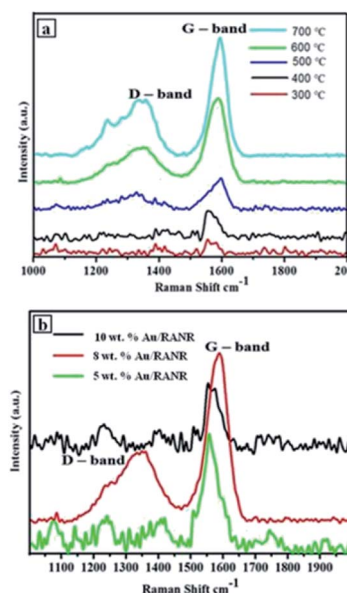 a
G – band
D – band
700 °C
600 °C
500 °C
400 °C
300 °C
Intensity (a.u.)
1000 1200 1400 1600 1800 20
Raman Shift cm-1
b
10 wt. % Au/RANR
8 wt. % Au/RANR
5 wt. % Au/RANR
G – band
D – band
Intensity (a.u.)
1000 1100 1200 1300 1400 1500 1600 1700 1800 1900
Raman Shift cm-1